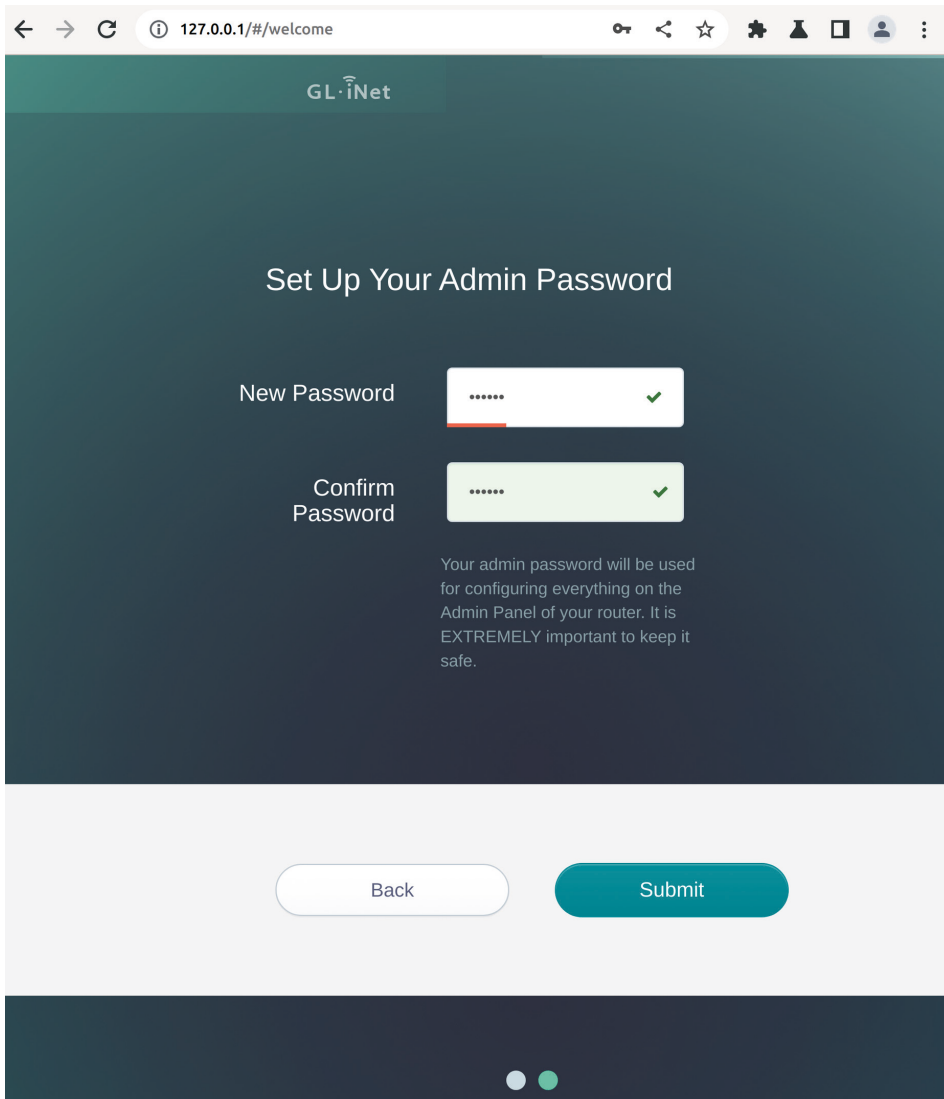 127.0.0.1/#/welcome
GL·iNet
Set Up Your Admin Password
New Password
••••••
Confirm
Password
••••••
Your admin password will be used
for configuring everything on the
Admin Panel of your router. It is
EXTREMELY important to keep it
safe.
Back
Submit